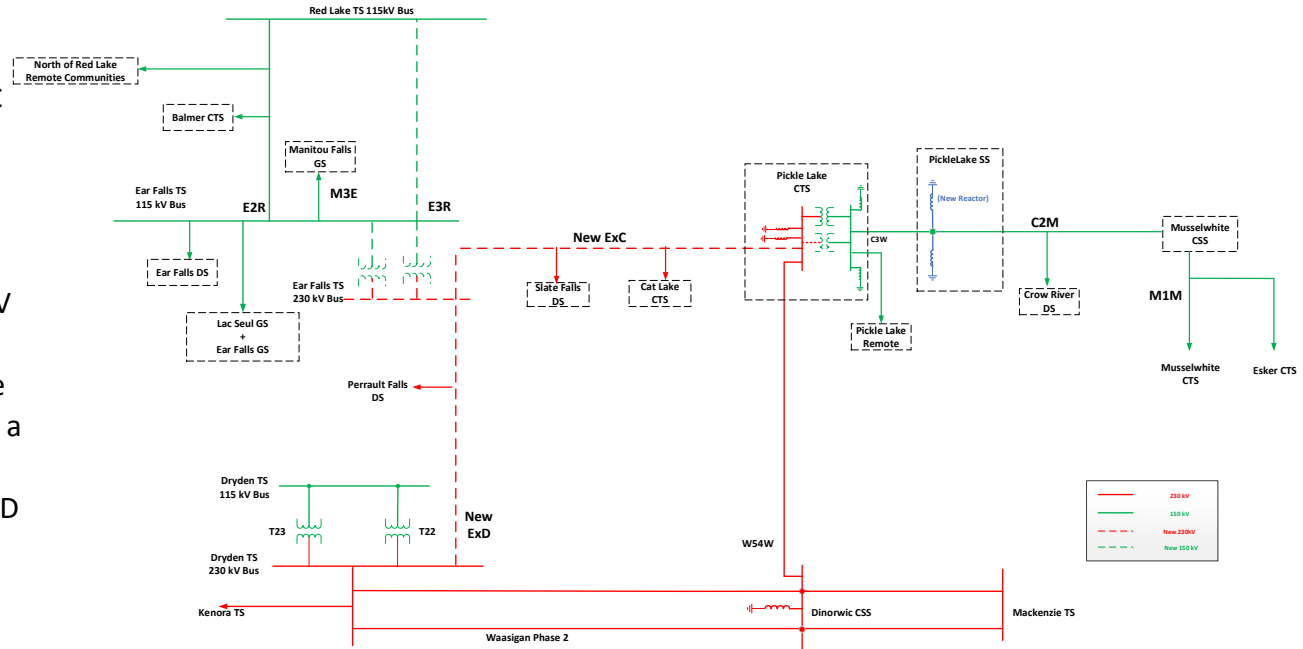 Red Lake TS 115kV Bus
North of Red Lake
Remote Communities
C
Balmer CTS
Manitou Falls
GS
M3E
Ear Falls TS
115 kV Bus
E2R
E3R
Ear Falls DS
Lac Seul GS
+
Ear Falls GS
Ear Falls TS
230 kV Bus
New ExC
Slate Falls
DS
Cat Lake
CTS
Pickle Lake
CTS
C3W
PickleLake SS
(New Reactor)
C2M
Musselwhite
CSS
Crow River
DS
M1M
Pickle Lake
Remote
Musselwhite
CTS
Esker CTS
V
e
a
D
Perrault Falls
DS
Dryden TS
115 kV Bus
T23
T22
New
ExD
Dryden TS
230 kV Bus
W54W
230 kV
150 kV
New 230kV
New 150 kV
Kenora TS
Dinorwic CSS
Mackenzie TS
Waasigan Phase 2